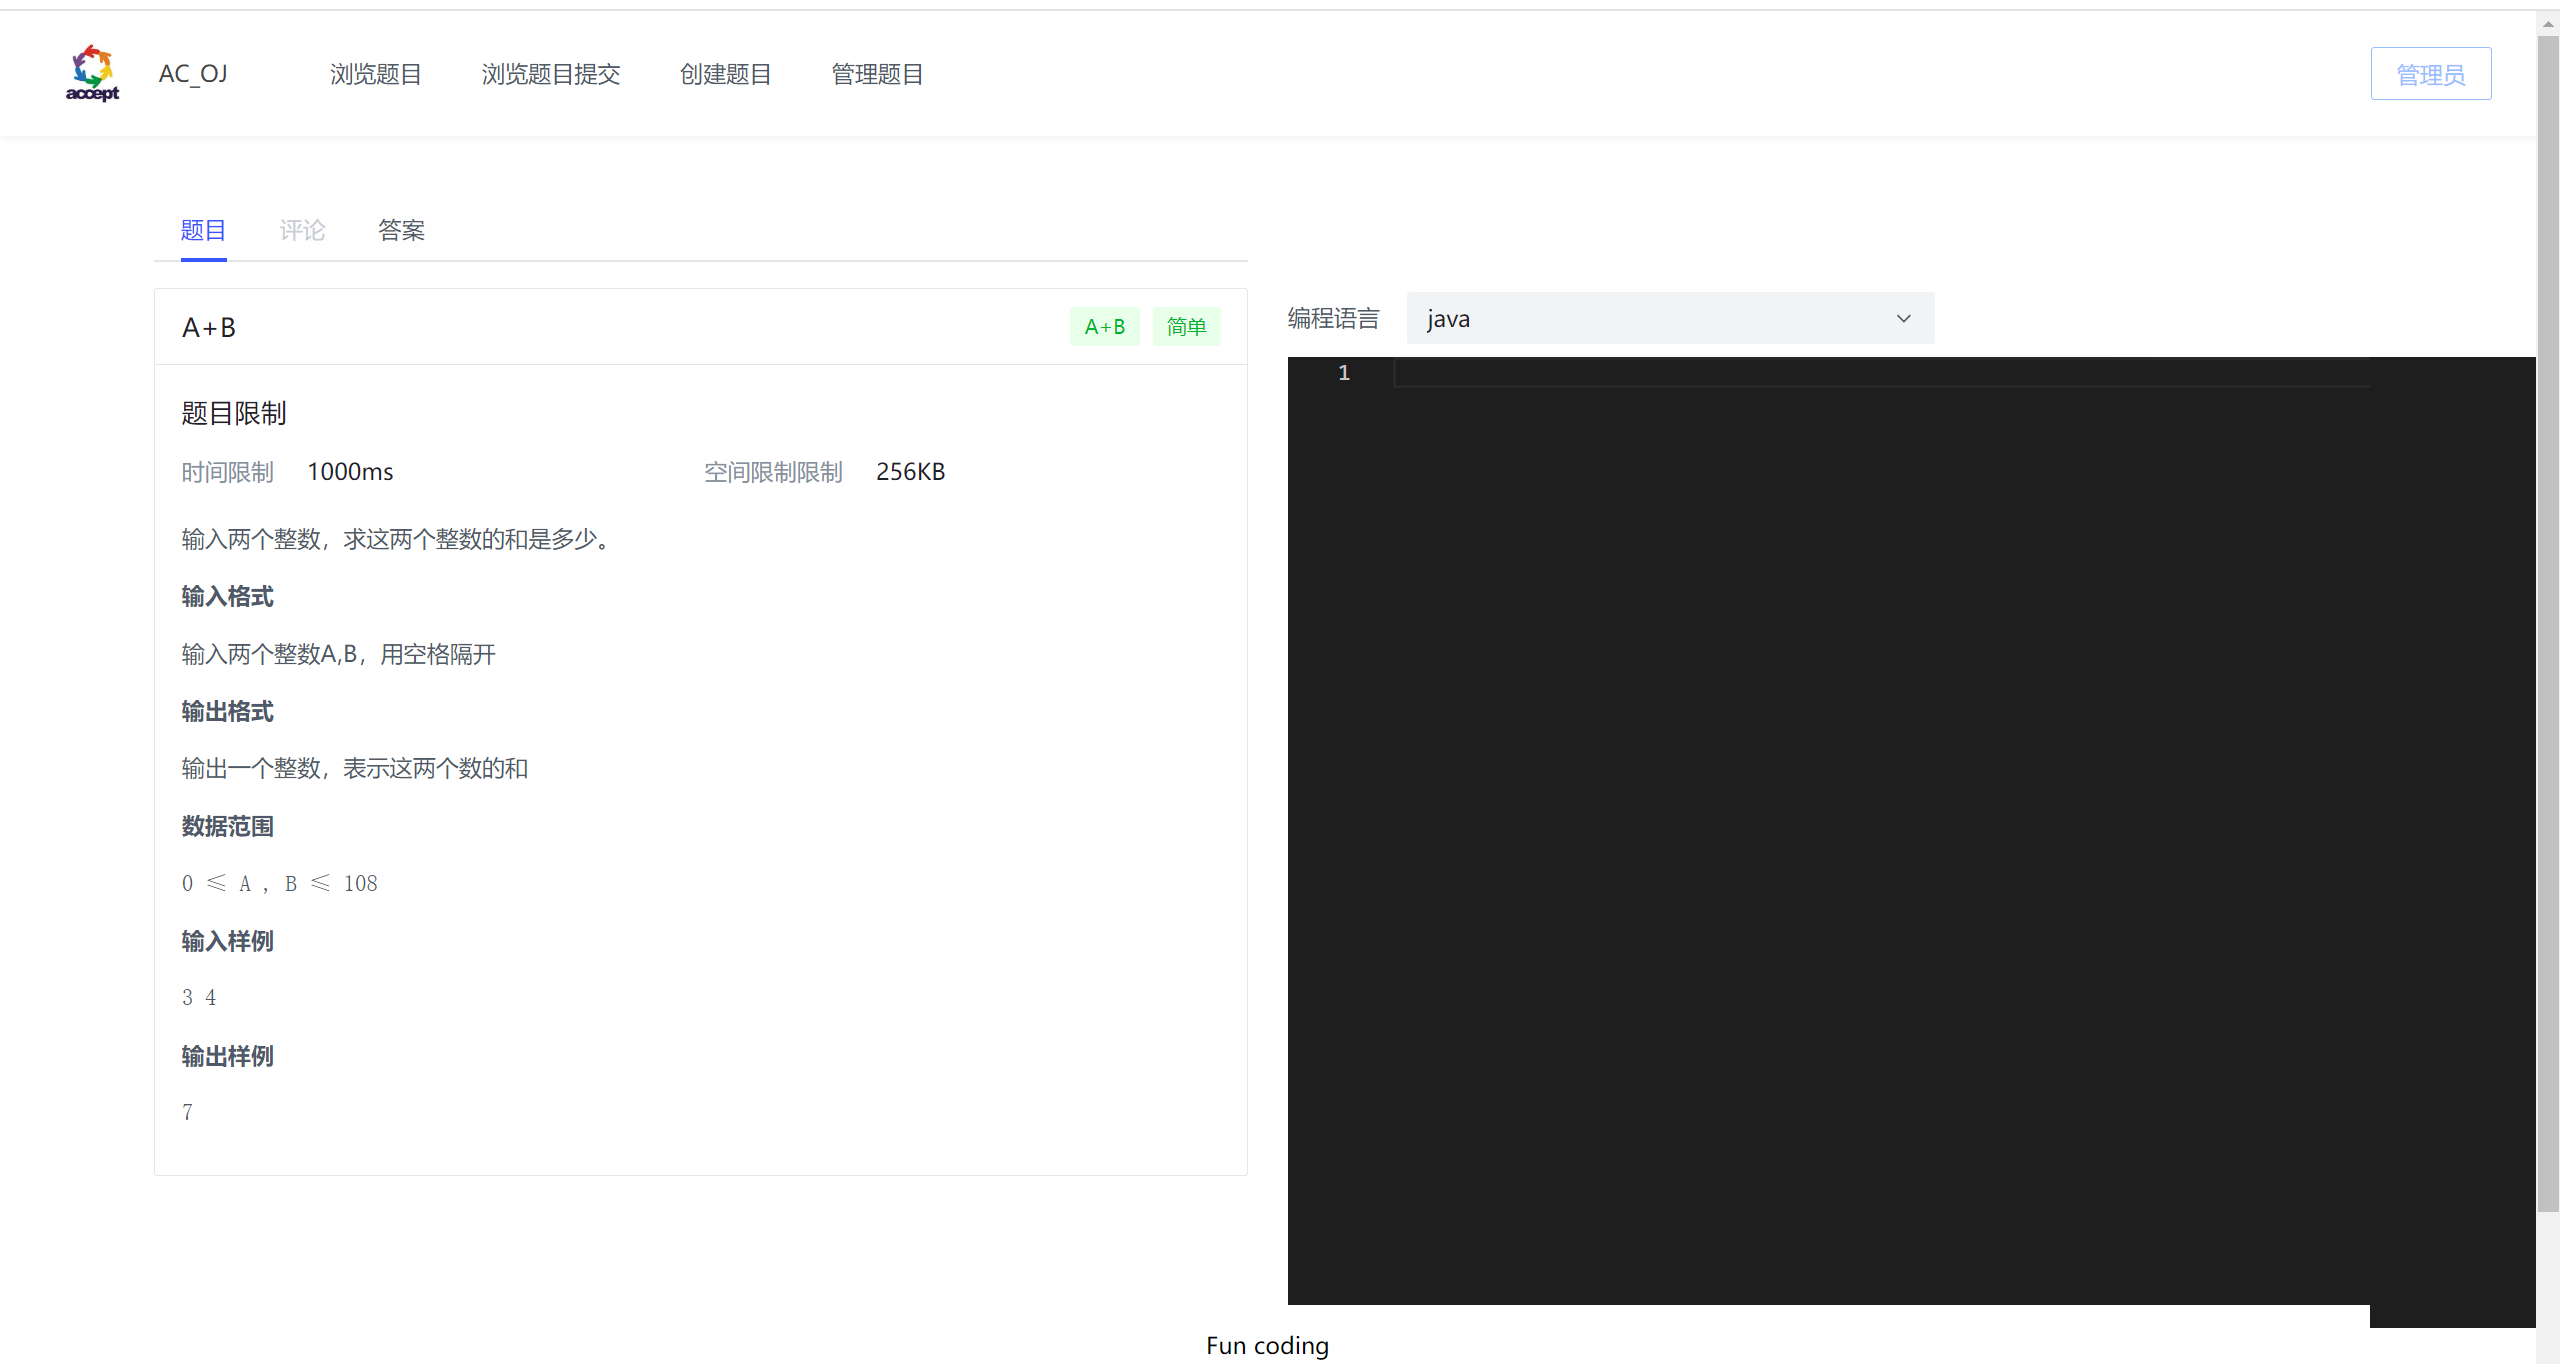 accept
AC_OJ 浏览题目 浏览题目提交 创建题目 管理题目 管理员
题目 评论 答案
A+B A+B 简单
编程语言 java
1
题目限制
时间限制 1000ms 空间限制限制 256KB
输入两个整数，求这两个整数的和是多少。
输入格式
输入两个整数A,B，用空格隔开
输出格式
输出一个整数，表示这两个数的和
数据范围
0 ≤ A , B ≤ 108
输入样例
3 4
输出样例
7
Fun coding